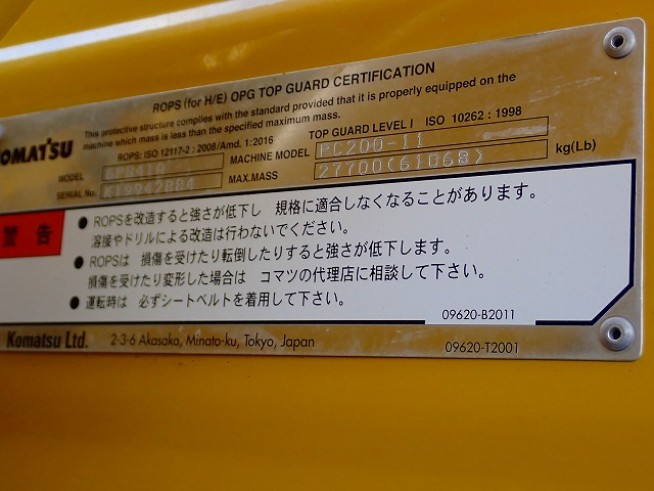 ROPS (for H/E) OPG TOP GUARD CERTIFICATION
This protective structure complies with the standard provided that it is properly equipped on the
machine which mass is less than the specified maximum mass.
KOMATSU
ROPS: ISO 12117-2 : 2008/Amd. 1:2016
TOP GUARD LEVEL I ISO 10262 : 1998
MODEL
MACHINE MODEL PC200-11
SERIAL No.
MAX.MASS 27700(61068) kg(Lb)
警告
● ROPSを改造すると強さが低下し 規格に適合しなくなることがあります。
溶接やドリルによる改造は行わないでください。
● ROPSは 損傷を受けたり転倒したりすると強さが低下します。
損傷を受けたり変形した場合は コマツの代理店に相談して下さい。
● 運転時は 必ずシートベルトを着用して下さい。
09620-B2011
Komatsu Ltd. 2-3-6 Akasaka, Minato-ku, Tokyo, Japan
09620-T2001